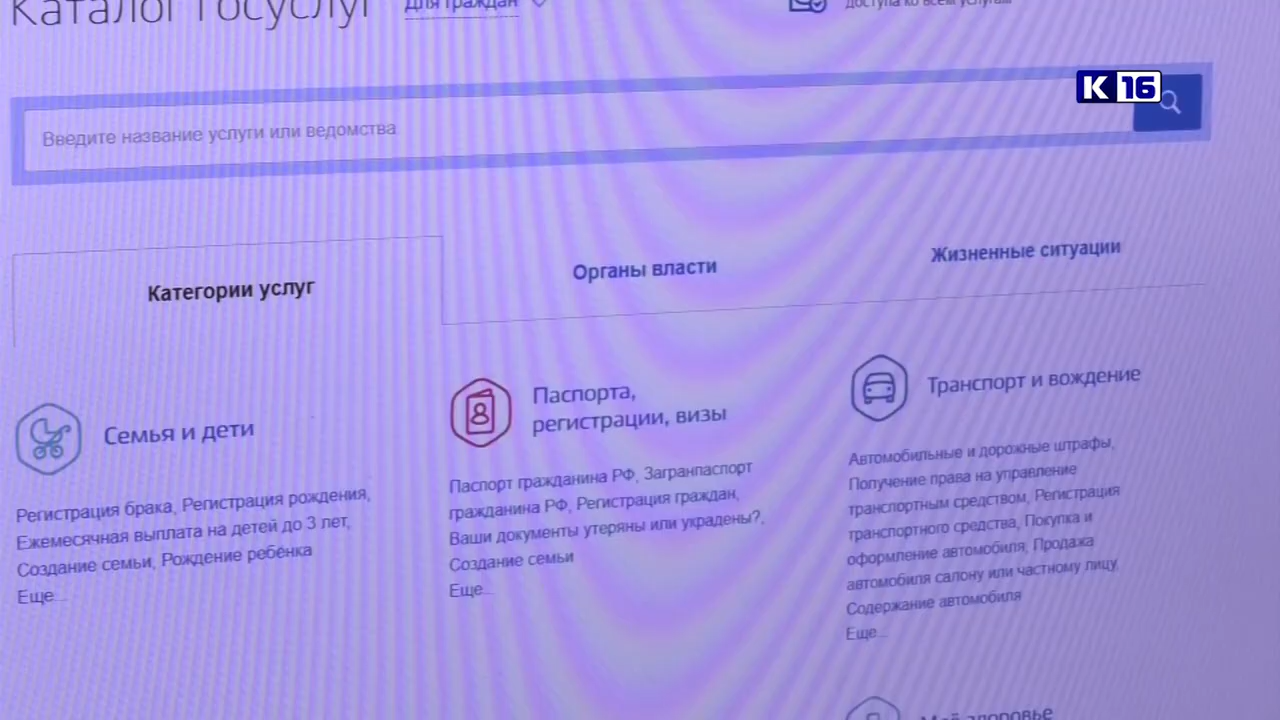 Каталог Госуслуг
Для граждан
доступа ко всем услугам
K 16
Введите название услуги или ведомства
Категории услуг
Органы власти
Жизненные ситуации
Семья и дети
Регистрация брака, Регистрация рождения,
Ежемесячная выплата на детей до 3 лет,
Создание семьи, Рождение ребёнка
Еще...
Паспорта,
регистрации, визы
Паспорт гражданина РФ, Загранпаспорт
гражданина РФ, Регистрация граждан,
Ваши документы утеряны или украдены?,
Создание семьи
Еще...
Транспорт и вождение
Автомобильные и дорожные штрафы,
Получение права на управление
транспортным средством, Регистрация
транспортного средства, Покупка и
оформление автомобиля, Продажа
автомобиля салону или частному лицу,
Содержание автомобиля
Еще...
Моё здоровье